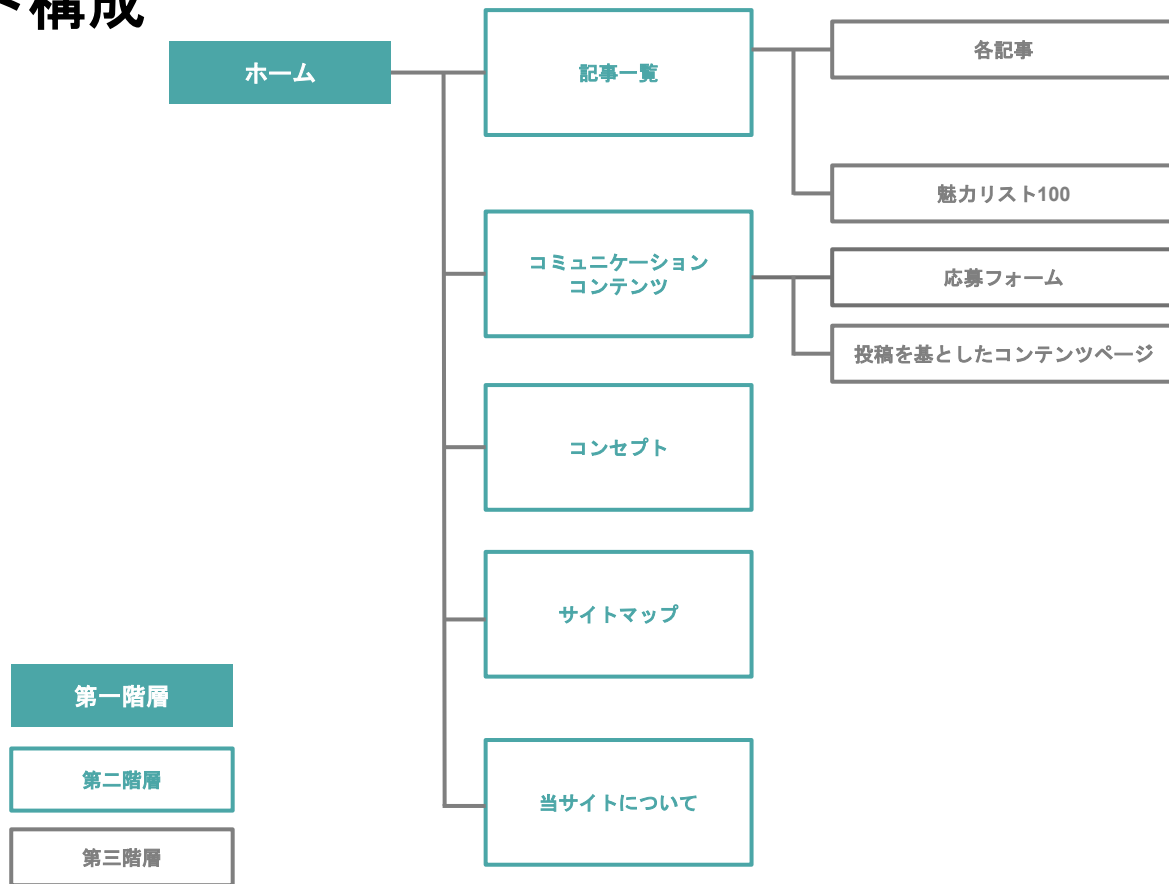 ト構成
ホーム
記事一覧
各記事
魅力リスト100
コミュニケーション
コンテンツ
応募フォーム
投稿を基としたコンテンツページ
コンセプト
サイトマップ
当サイトについて
第一階層
第二階層
第三階層